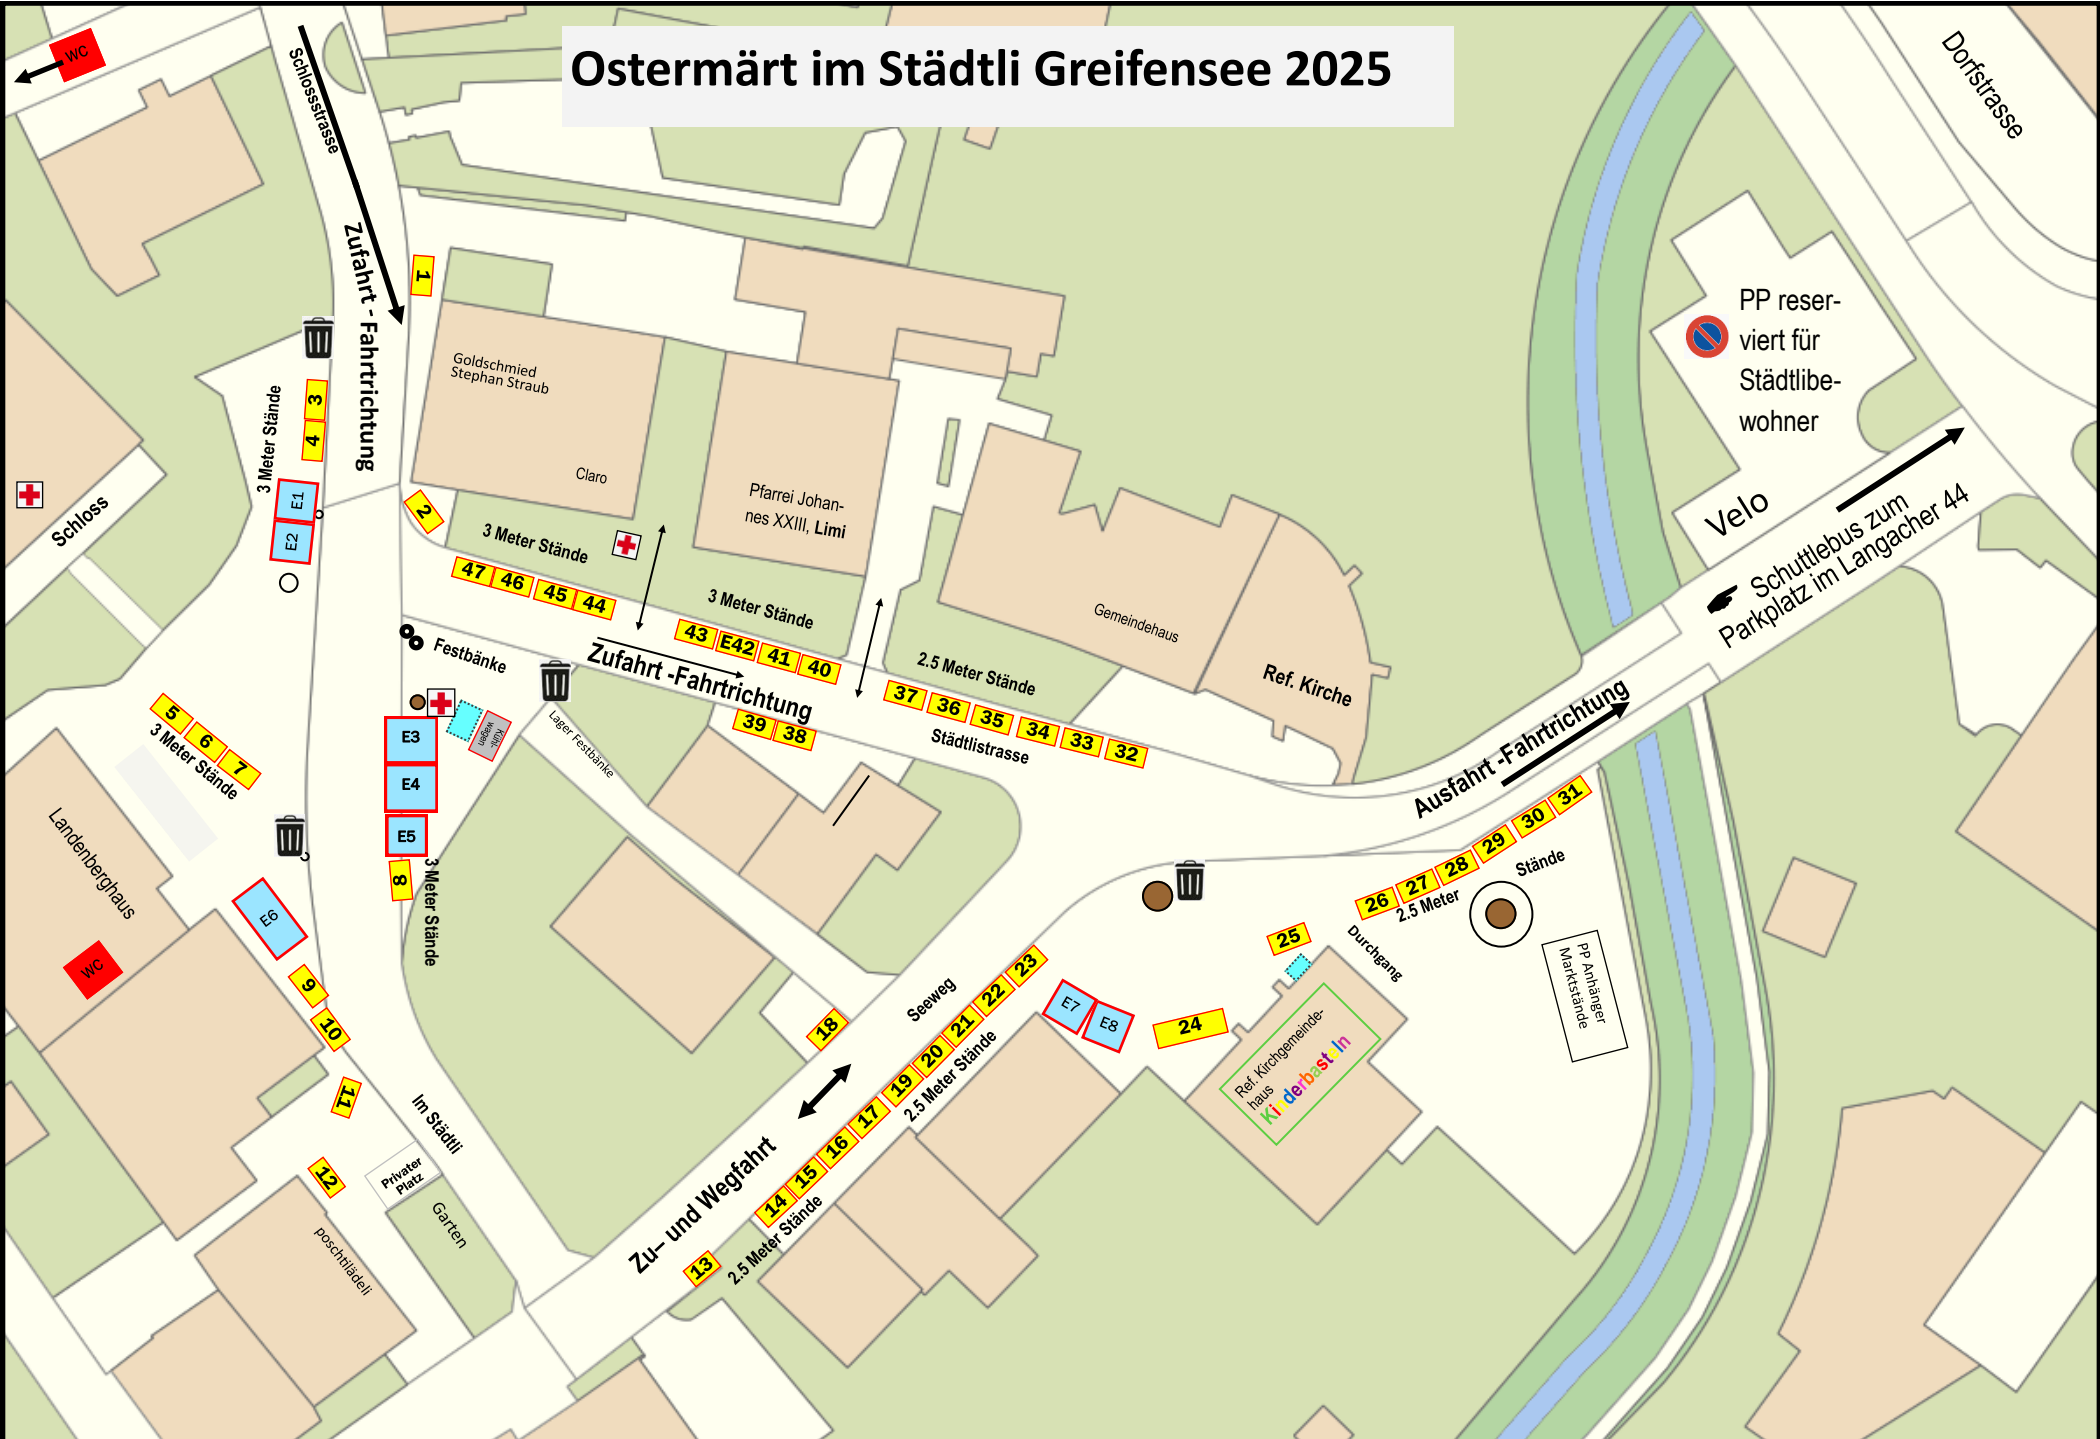 Ostermärt im Städtli Greifensee 2025
WC
Schlossstrasse
Dorfstrasse
Zufahrt - Fahrtrichtung
1
PP reser-
viert für
Städtlibe-
wohner
Goldschmied
Stephan Straub
Claro
3 Meter Stände
3
4
E1
E2
2
Schloss
Pfarrei Johan-
nes XXIII, Limi
3 Meter Stände
47
46
45
44
3 Meter Stände
43
E42
41
40
Gemeindehaus
Ref. Kirche
Velo
Schuttlebus zum
Parkplatz im Langacher 44
Festbänke
Zufahrt -Fahrtrichtung
2.5 Meter Stände
37
36
35
34
33
32
Städtlistrasse
39
38
Kühl-
wagen
Lager Festbänke
5
6
7
3 Meter Stände
E3
E4
E5
8
3 Meter Stände
Ausfahrt -Fahrtrichtung
31
30
29
28
27
26
2.5 Meter
Stände
Landenberghaus
WC
E6
9
10
11
12
Im Städtli
Privater
Platz
Garten
poschtilädeli
25
Durchgang
PP Anhänger
Marktstände
Seeweg
23
22
21
20
19
18
17
16
15
14
13
2.5 Meter Stände
2.5 Meter Stände
Zu– und Wegfahrt
E7
E8
24
Ref. Kirchgemeinde-
haus
Kinderbasteln